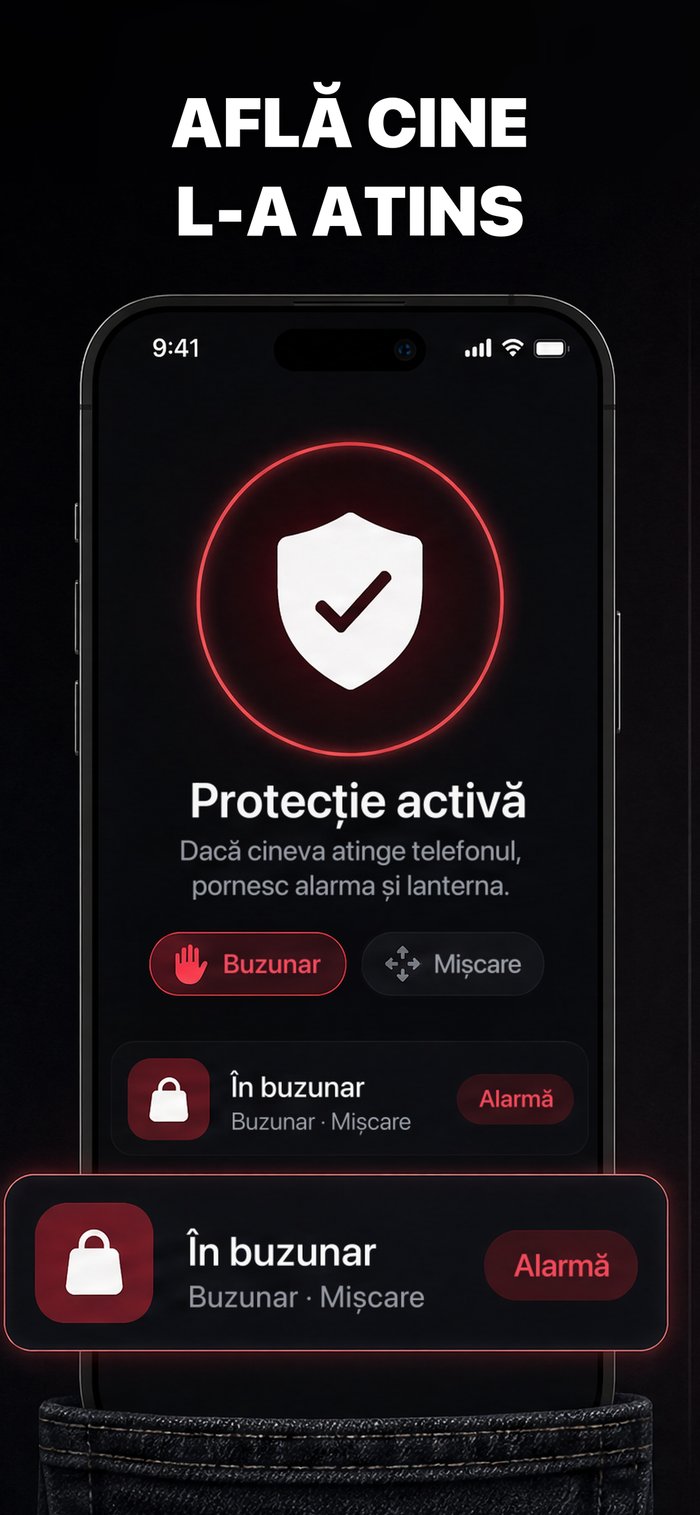 AFLĂ CINE
L-A ATINS
9:41
Protecție activă
Dacă cineva atinge telefonul,
pornesc alarma și lanterna.
Buzunar
Mișcare
În buzunar
Buzunar · Mișcare
Alarmă
În buzunar
Buzunar · Mișcare
Alarmă